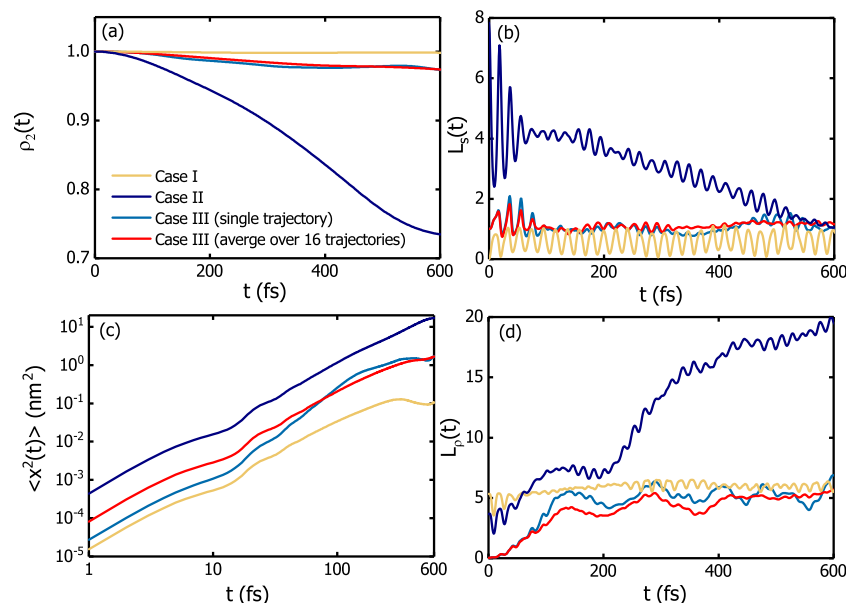 (a)
1.0
0.9
0.8
0.7
ρ2(t)
Case I
Case II
Case III (single trajectory)
Case III (averge over 16 trajectories)
0
200
400
600
t (fs)
(b)
8
6
4
2
0
Ls(t)
0
200
400
600
t (fs)
(c)
10^1
10^0
10^-1
10^-2
10^-3
10^-4
10^-5
<x^2(t)> (nm^2)
1
10
100
600
t (fs)
(d)
20
15
10
5
0
Lρ(t)
0
200
400
600
t (fs)